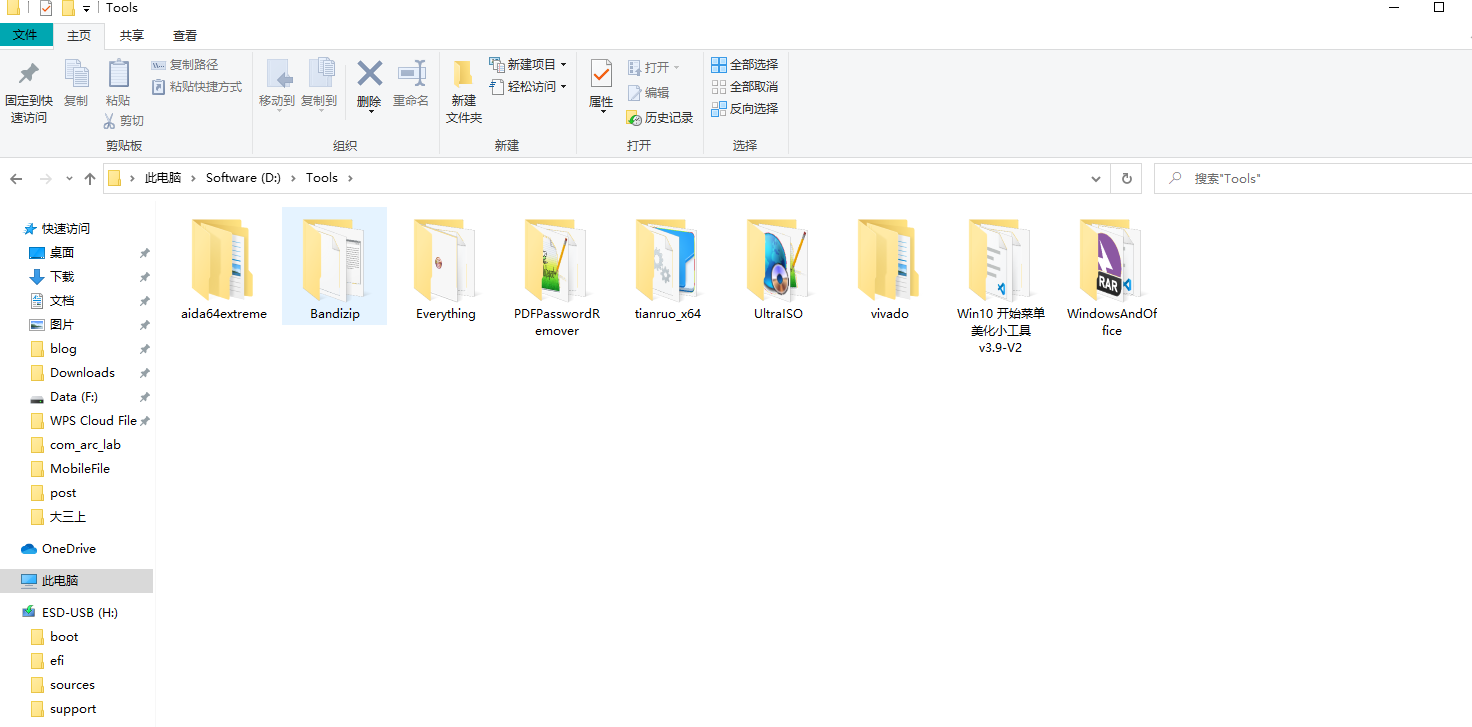 Tools
文件 主页 共享 查看
固定到快
速访问
复制
粘贴
复制路径
粘贴快捷方式
剪切
剪贴板
移动到
复制到
删除
重命名
组织
新建
文件夹
新建项目
轻松访问
新建
属性
打开
编辑
历史记录
打开
全部选择
全部取消
反向选择
选择
此电脑 > Software (D:) > Tools >
搜索"Tools"
快速访问
桌面
下载
文档
图片
blog
Downloads
Data (F:)
WPS Cloud File
com_arc_lab
MobileFile
post
大三上
OneDrive
此电脑
ESD-USB (H:)
boot
efi
sources
support
aida64extreme
Bandizip
Everything
PDFPasswordR
emover
tianruo_x64
UltraISO
vivado
Win10 开始菜单
美化小工具
v3.9-V2
RAR
WindowsAndOf
fice